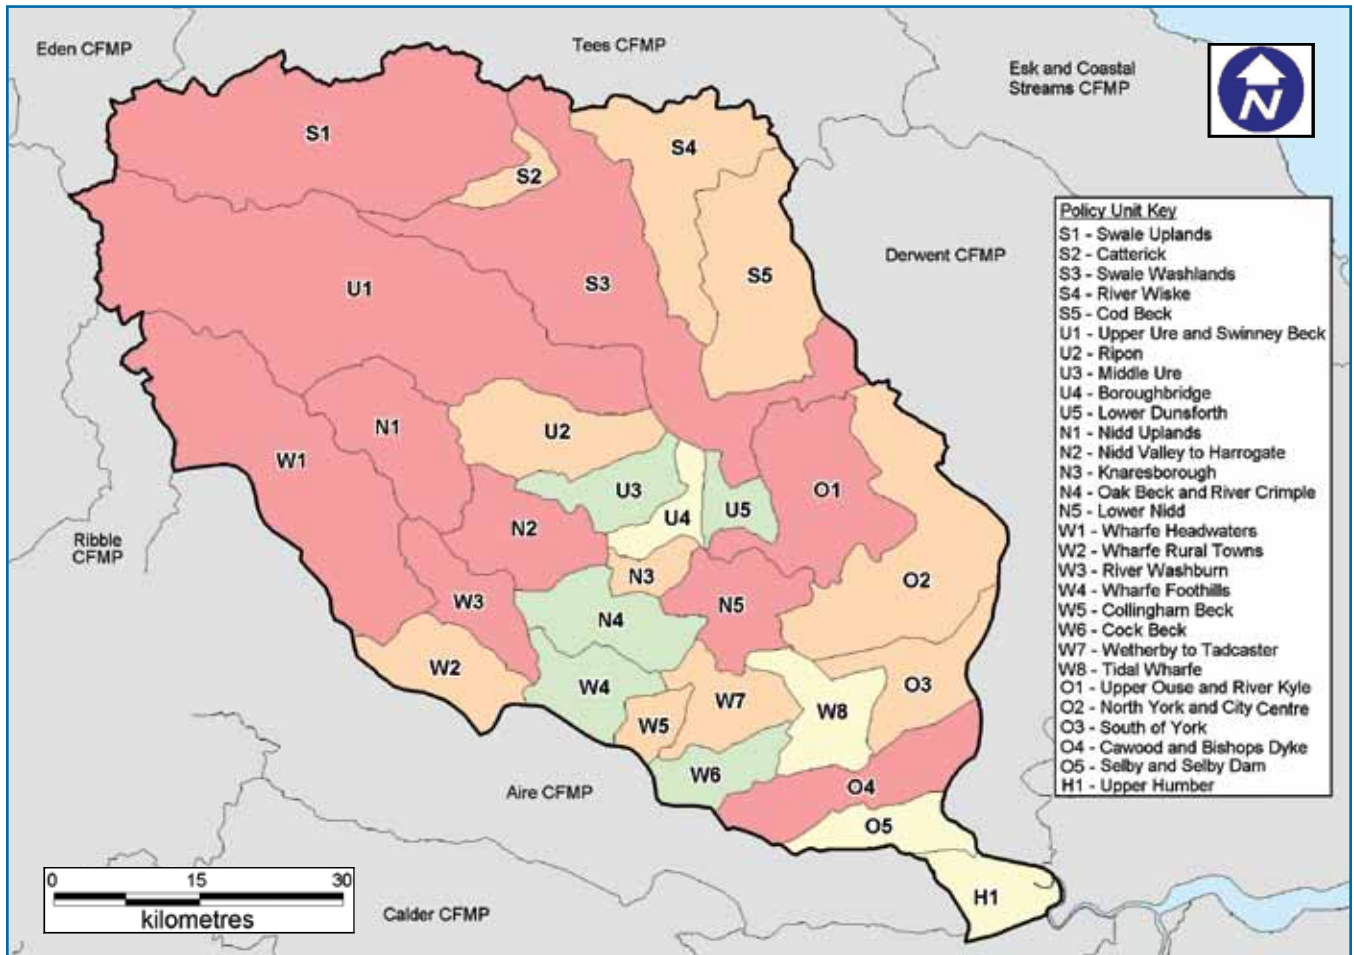 Eden CFMP
Tees CFMP
Esk and Coastal
Streams CFMP
N
S1
S4
S2
Policy Unit Key
S1 - Swale Uplands
S2 - Catterick
S3 - Swale Washlands
S4 - River Wiske
S5 - Cod Beck
U1 - Upper Ure and Swinney Beck
U2 - Ripon
U3 - Middle Ure
U4 - Boroughbridge
U5 - Lower Dunsforth
N1 - Nidd Uplands
N2 - Nidd Valley to Harrogate
N3 - Knaresborough
N4 - Oak Beck and River Crimple
N5 - Lower Nidd
W1 - Wharfe Headwaters
W2 - Wharfe Rural Towns
W3 - River Washburn
W4 - Wharfe Foothills
W5 - Collingham Beck
W6 - Cock Beck
W7 - Wetherby to Tadcaster
W8 - Tidal Wharfe
O1 - Upper Ouse and River Kyle
O2 - North York and City Centre
O3 - South of York
O4 - Cawood and Bishops Dyke
O5 - Selby and Selby Dam
H1 - Upper Humber
Derwent CFMP
S5
S3
U1
N1
U2
W1
U3
O1
U5
U4
N2
Ribble
CFMP
N3
O2
W3
N5
N4
W2
W4
O3
W7
W8
W5
W6
O4
Aire CFMP
O5
0 15 30
kilometres
Calder CFMP
H1